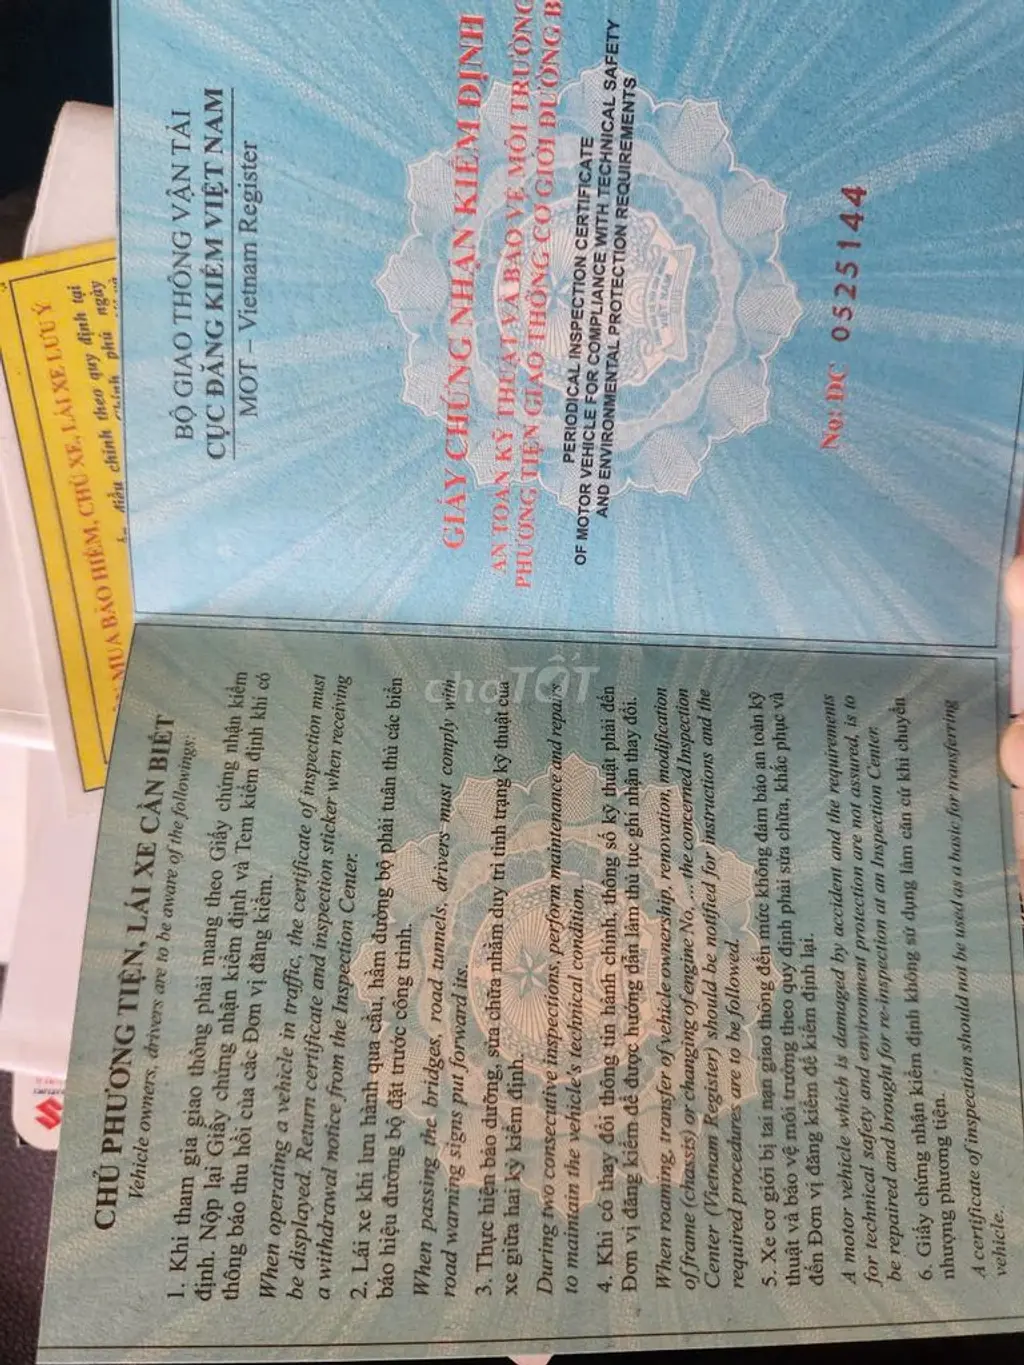 BỘ GIAO THÔNG VẬN TẢI
CỤC ĐĂNG KIỂM VIỆT NAM
MOT – Vietnam Register
GIẤY CHỨNG NHẬN KIỂM ĐỊNH
AN TOÀN KỸ THUẬT VÀ BẢO VỆ MÔI TRƯỜNG
PHƯƠNG TIỆN GIAO THÔNG CƠ GIỚI ĐƯỜNG B
PERIODICAL INSPECTION CERTIFICATE
OF MOTOR VEHICLE FOR COMPLIANCE WITH TECHNICAL SAFETY
AND ENVIRONMENTAL PROTECTION REQUIREMENTS
No: DC 0525144
CHỦ PHƯƠNG TIỆN, LÁI XE CẦN BIẾT
Vehicle owners, drivers are to be aware of the followings:
1. Khi tham gia giao thông phải mang theo Giấy chứng nhận kiểm
định. Nộp lại Giấy chứng nhận kiểm định và Tem kiểm định khi có
thông báo thu hồi của các Đơn vị đăng kiểm.
When operating a vehicle in traffic, the certificate of inspection must
be displayed. Return certificate and inspection sticker when receiving
a withdrawal notice from the Inspection Center.
2. Lái xe khi lưu hành qua cầu, hầm đường bộ phải tuân thủ các biển
báo hiệu đường bộ đặt trước công trình.
When passing the bridges, road tunnels, drivers must comply with
road warning signs put forward its.
3. Thực hiện bảo dưỡng, sửa chữa nhằm duy trì tình trạng kỹ thuật của
xe giữa hai kỳ kiểm định.
During two consecutive inspections, perform maintenance and repairs
to maintain the vehicle's technical condition.
4. Khi có thay đổi thông tin hành chính, thông số kỹ thuật phải đến
Đơn vị đăng kiểm để được hướng dẫn làm thủ tục ghi nhận thay đổi.
When roaming, transfer of vehicle ownership, renovation, modification
of frame (chassis) or changing of engine No, ... the concerned Inspection
Center (Vietnam Register) should be notified for instructions and the
required procedures are to be followed.
5. Xe cơ giới bị tai nạn giao thông đến mức không đảm bảo an toàn kỹ
thuật và bảo vệ môi trường theo quy định phải sửa chữa, khắc phục và
đến Đơn vị đăng kiểm để kiểm định lại.
A motor vehicle which is damaged by accident and the requirements
for technical safety and environment protection are not assured, is to
be repaired and brought for re-inspection at an Inspection Center.
6. Giấy chứng nhận kiểm định không sử dụng làm căn cứ khi chuyển
nhượng phương tiện.
A certificate of inspection should not be used as a basic for transferring
vehicle..
MUA BẢO HIỂM, CHỦ XE, LÁI XE LƯU Ý
điều chỉnh theo quy định tại
Chính phủ ngày
chợTỐT